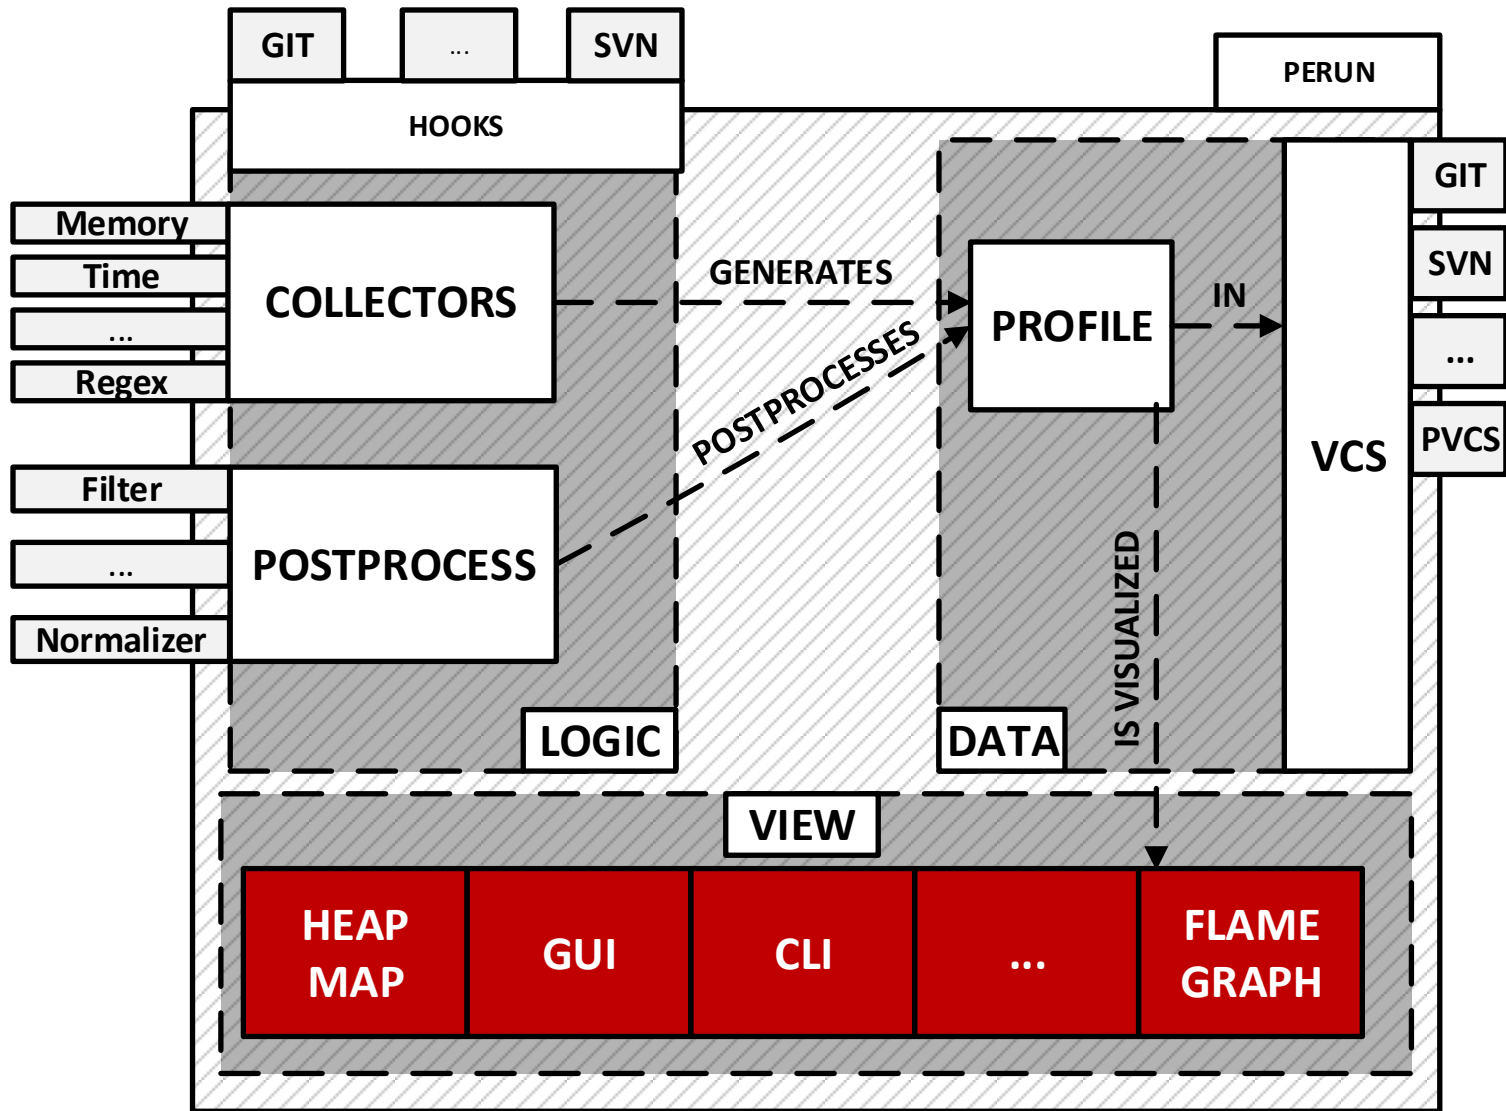 GIT
...
SVN
PERUN
HOOKS
GIT
Memory
Time
COLLECTORS
GENERATES
IN
SVN
...
Regex
PROFILE
...
POSTPROCESSES
PVCS
VCS
Filter
...
POSTPROCESS
IS VISUALIZED
Normalizer
LOGIC
DATA
VIEW
HEAP
MAP
GUI
CLI
...
FLAME
GRAPH